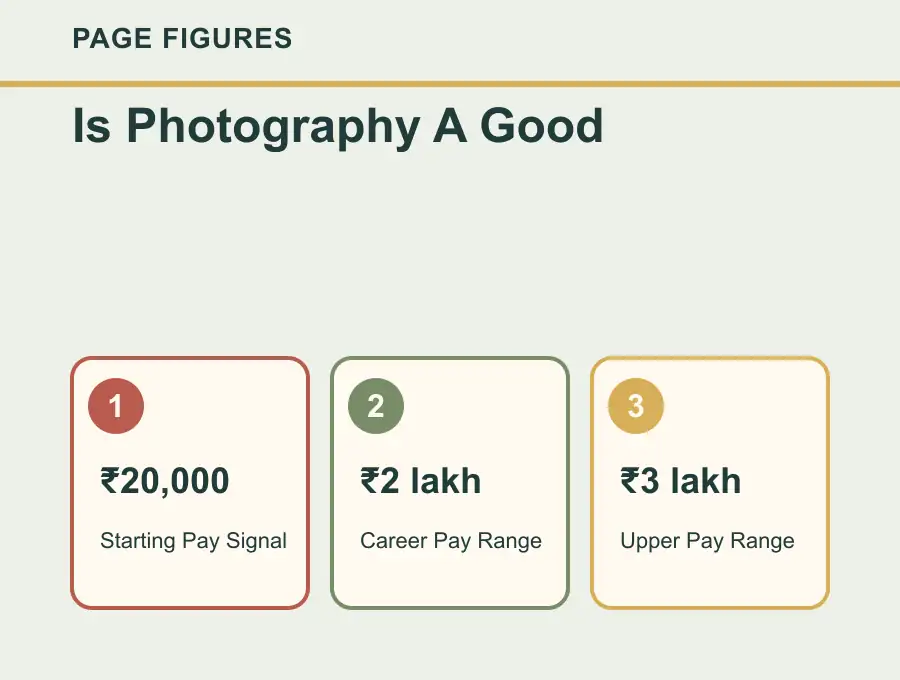 PAGE FIGURES
Is Photography A Good
1
₹20,000
Starting Pay Signal
2
₹2 lakh
Career Pay Range
3
₹3 lakh
Upper Pay Range